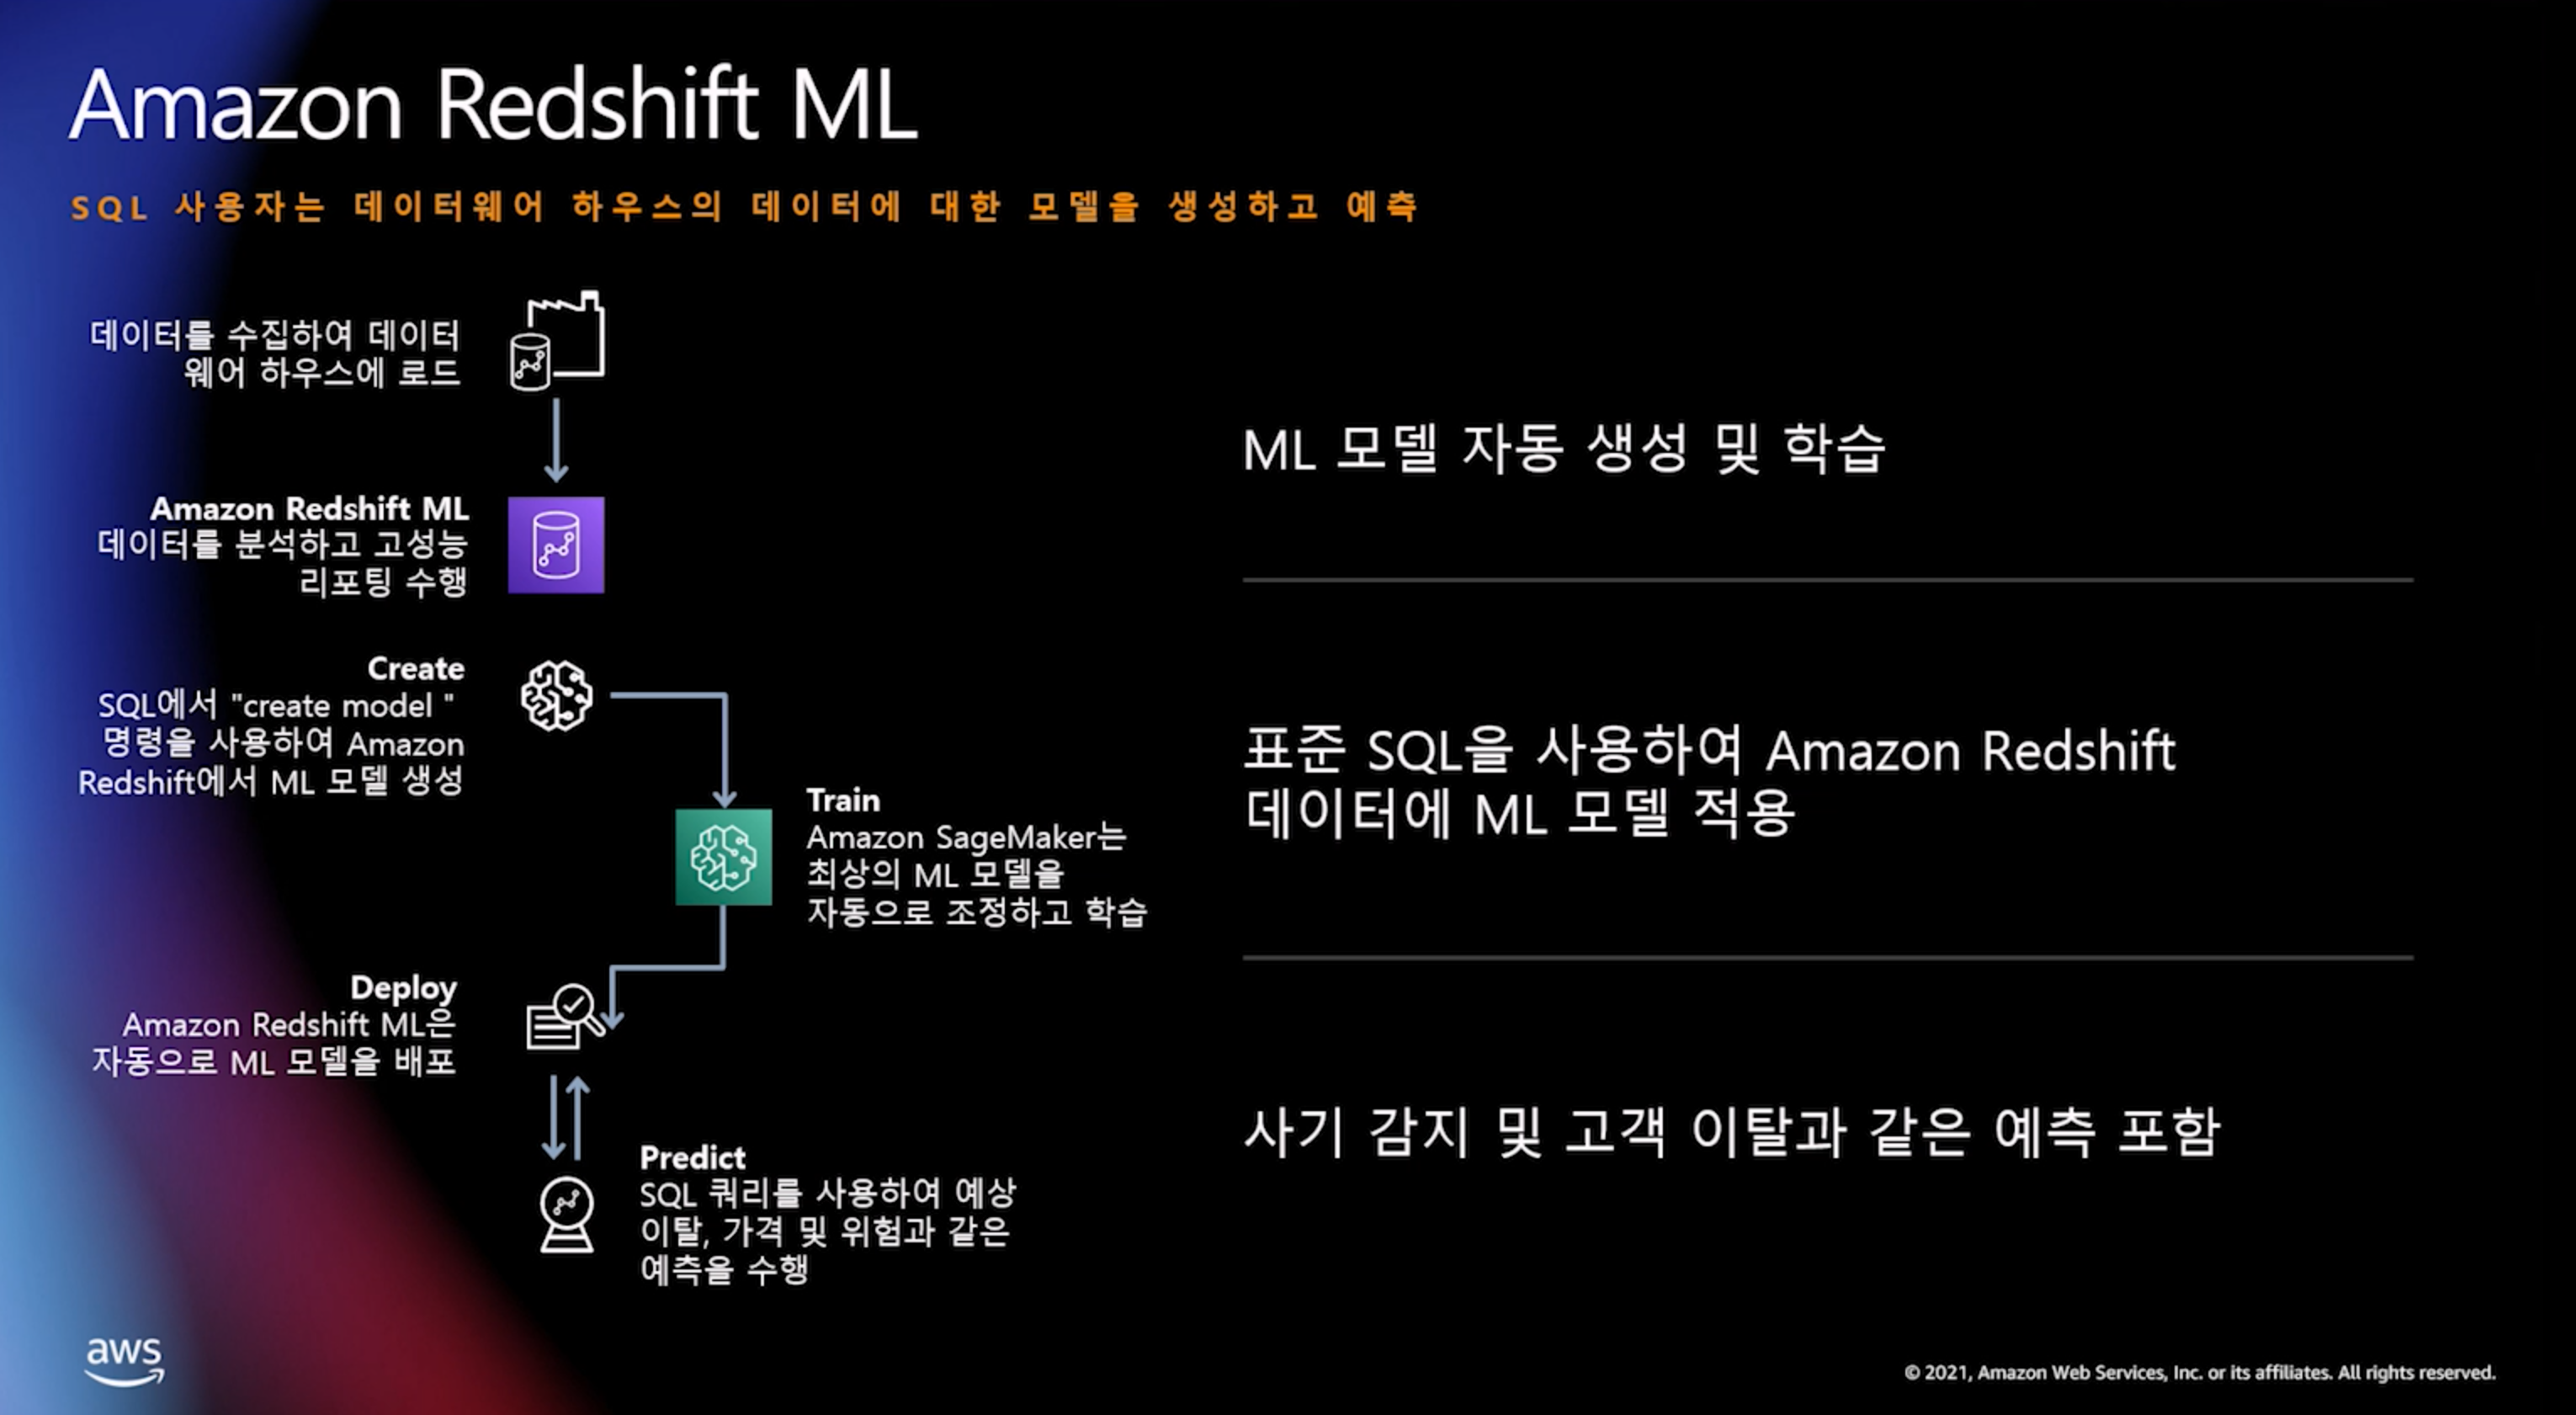 Amazon Redshift ML
SQL 사용자는 데이터웨어 하우스의 데이터에 대한 모델을 생성하고 예측
데이터를 수집하여 데이터
웨어 하우스에 로드
Amazon Redshift ML
데이터를 분석하고 고성능
리포팅 수행
Create
SQL에서 "create model "
명령을 사용하여 Amazon
Redshift에서 ML 모델 생성
Train
Amazon SageMaker는
최상의 ML 모델을
자동으로 조정하고 학습
Deploy
Amazon Redshift ML은
자동으로 ML 모델을 배포
Predict
SQL 쿼리를 사용하여 예상
이탈, 가격 및 위험과 같은
예측을 수행
ML 모델 자동 생성 및 학습
표준 SQL을 사용하여 Amazon Redshift
데이터에 ML 모델 적용
사기 감지 및 고객 이탈과 같은 예측 포함
aws
© 2021, Amazon Web Services, Inc. or its affiliates. All rights reserved.